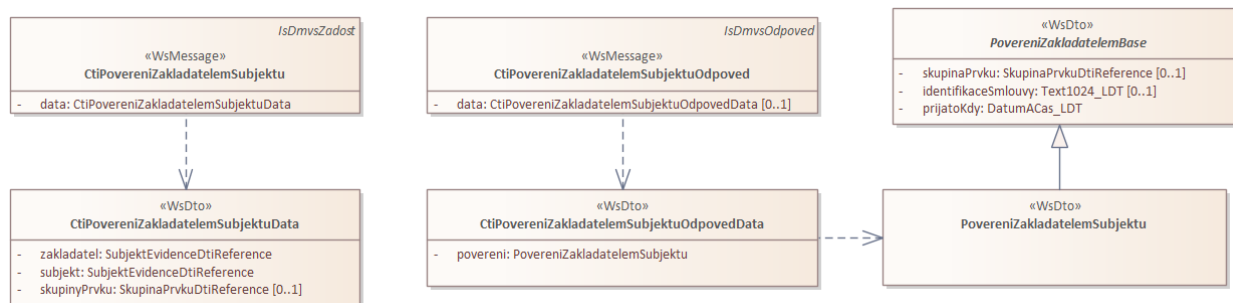 IsDmvsZadost
«WsMessage»
CtiPovereniZakladatelemSubjektu
- data: CtiPovereniZakladatelemSubjektuData
«WsDto»
CtiPovereniZakladatelemSubjektuData
- zakladatel: SubjektEvidenceDtiReference
- subjekt: SubjektEvidenceDtiReference
- skupinyPrvku: SkupinaPrvkuDtiReference [0..1]
IsDmvsOdpoved
«WsMessage»
CtiPovereniZakladatelemSubjektuOdpoved
- data: CtiPovereniZakladatelemSubjektuOdpovedData [0..1]
«WsDto»
CtiPovereniZakladatelemSubjektuOdpovedData
- povereni: PovereniZakladatelemSubjektu
«WsDto»
PovereniZakladatelemBase
- skupinaPrvku: SkupinaPrvkuDtiReference [0..1]
- identifikaceSmlouvy: Text1024_LDT [0..1]
- prijatoKdy: DatumACas_LDT
«WsDto»
PovereniZakladatelemSubjektu